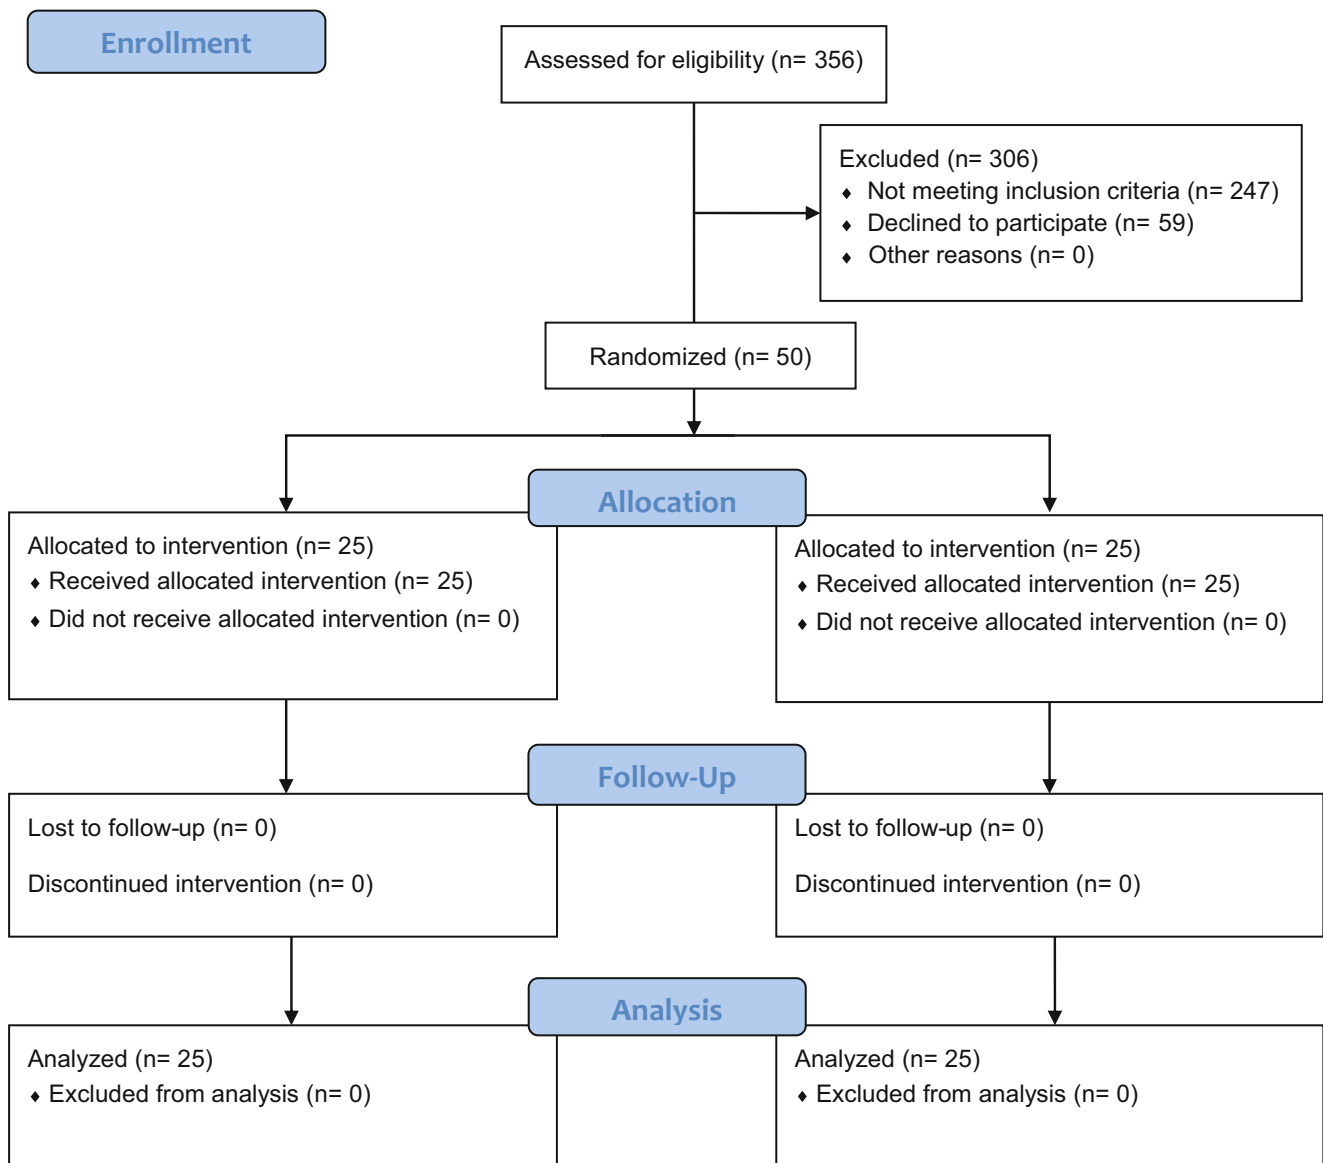 Enrollment
Assessed for eligibility (n= 356)
Excluded (n= 306)
♦ Not meeting inclusion criteria (n= 247)
♦ Declined to participate (n= 59)
♦ Other reasons (n= 0)
Randomized (n= 50)
Allocation
Allocated to intervention (n= 25)
♦ Received allocated intervention (n= 25)
♦ Did not receive allocated intervention (n= 0)
Allocated to intervention (n= 25)
♦ Received allocated intervention (n= 25)
♦ Did not receive allocated intervention (n= 0)
Follow-Up
Lost to follow-up (n= 0)
Discontinued intervention (n= 0)
Lost to follow-up (n= 0)
Discontinued intervention (n= 0)
Analysis
Analyzed (n= 25)
♦ Excluded from analysis (n= 0)
Analyzed (n= 25)
♦ Excluded from analysis (n= 0)